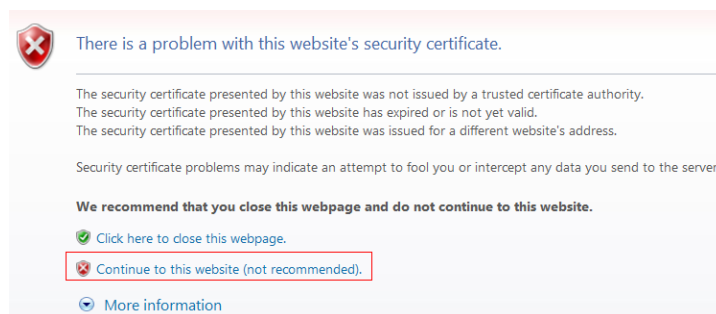 There is a problem with this website's security certificate.
The security certificate presented by this website was not issued by a trusted certificate authority.
The security certificate presented by this website has expired or is not yet valid.
The security certificate presented by this website was issued for a different website's address.
Security certificate problems may indicate an attempt to fool you or intercept any data you send to the server
We recommend that you close this webpage and do not continue to this website.
Click here to close this webpage.
Continue to this website (not recommended).
More information